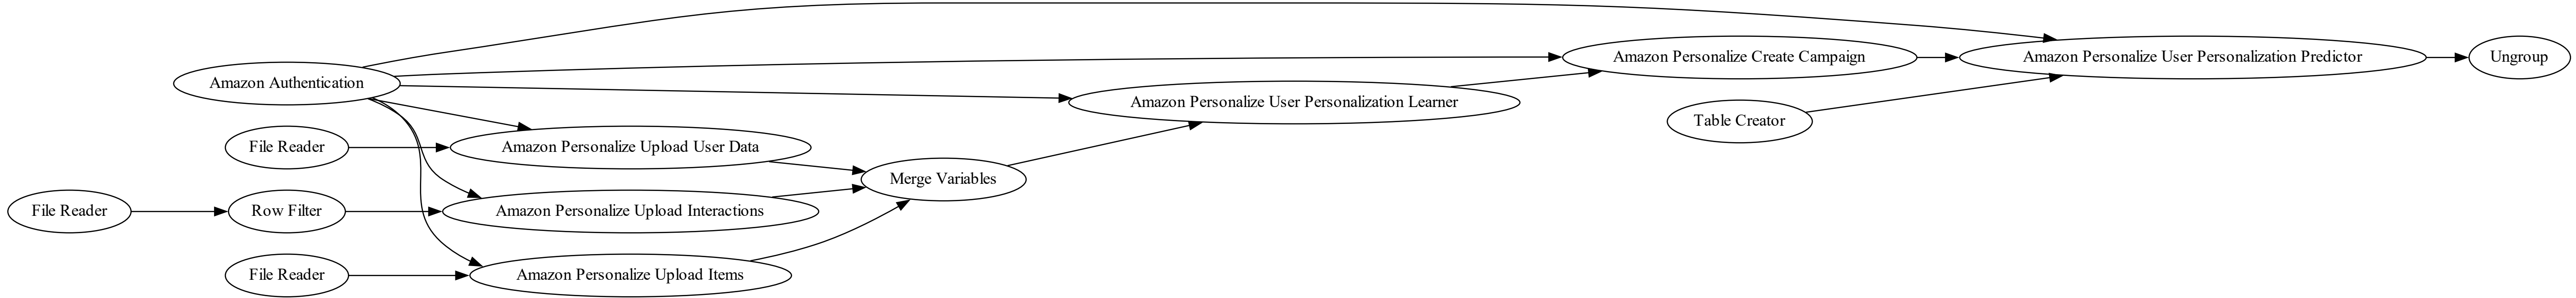 Amazon Authentication
Amazon Personalize Create Campaign
Amazon Personalize User Personalization Predictor
Ungroup
Amazon Personalize User Personalization Learner
Table Creator
File Reader
Amazon Personalize Upload User Data
Merge Variables
File Reader
Row Filter
Amazon Personalize Upload Interactions
File Reader
Amazon Personalize Upload Items